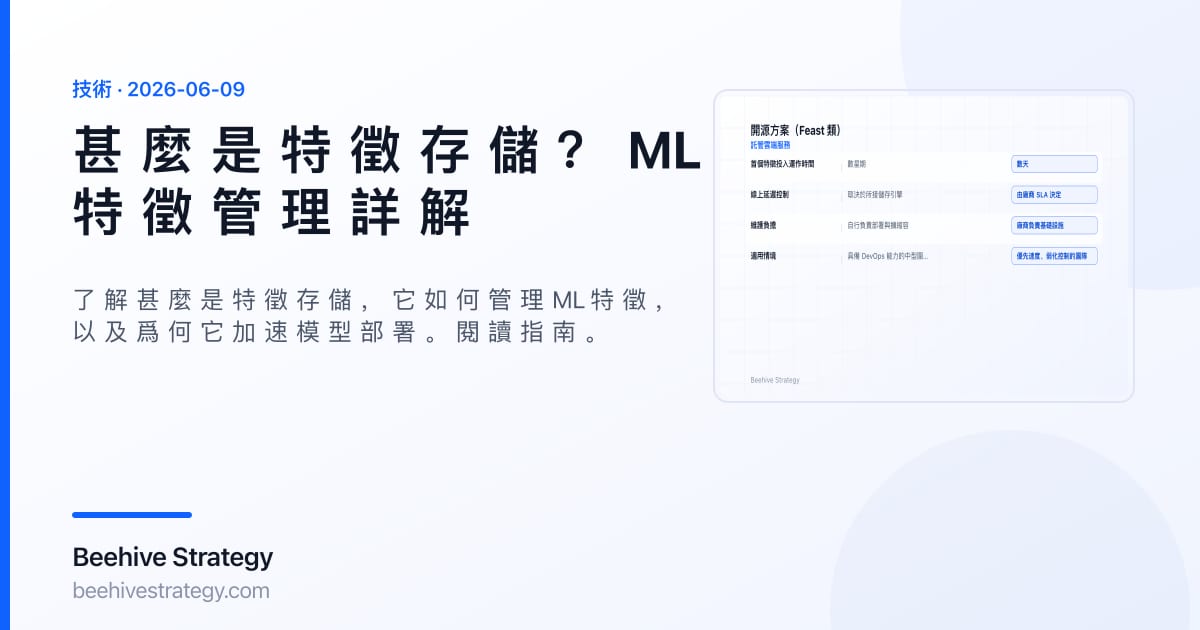 技術 · 2026-06-09
甚麼是特徵存儲？ ML
特徵管理詳解
了解甚麼是特徵存儲，它如何管理ML特徵，
以及爲何它加速模型部署。閱讀指南。
Beehive Strategy
beehivestrategy.com
開源方案（Feast 類）
託管雲端服務
首個特徵投入運作時間 數星期 數天
線上延遲控制 取決於所接儲存引擎 由廠商 SLA 決定
維護負擔 自行負責部署與擴縮容 廠商負責基礎設施
適用情境 具備 DevOps 能力的中型團… 優先速度、弱化控制的團隊
Beehive Strategy